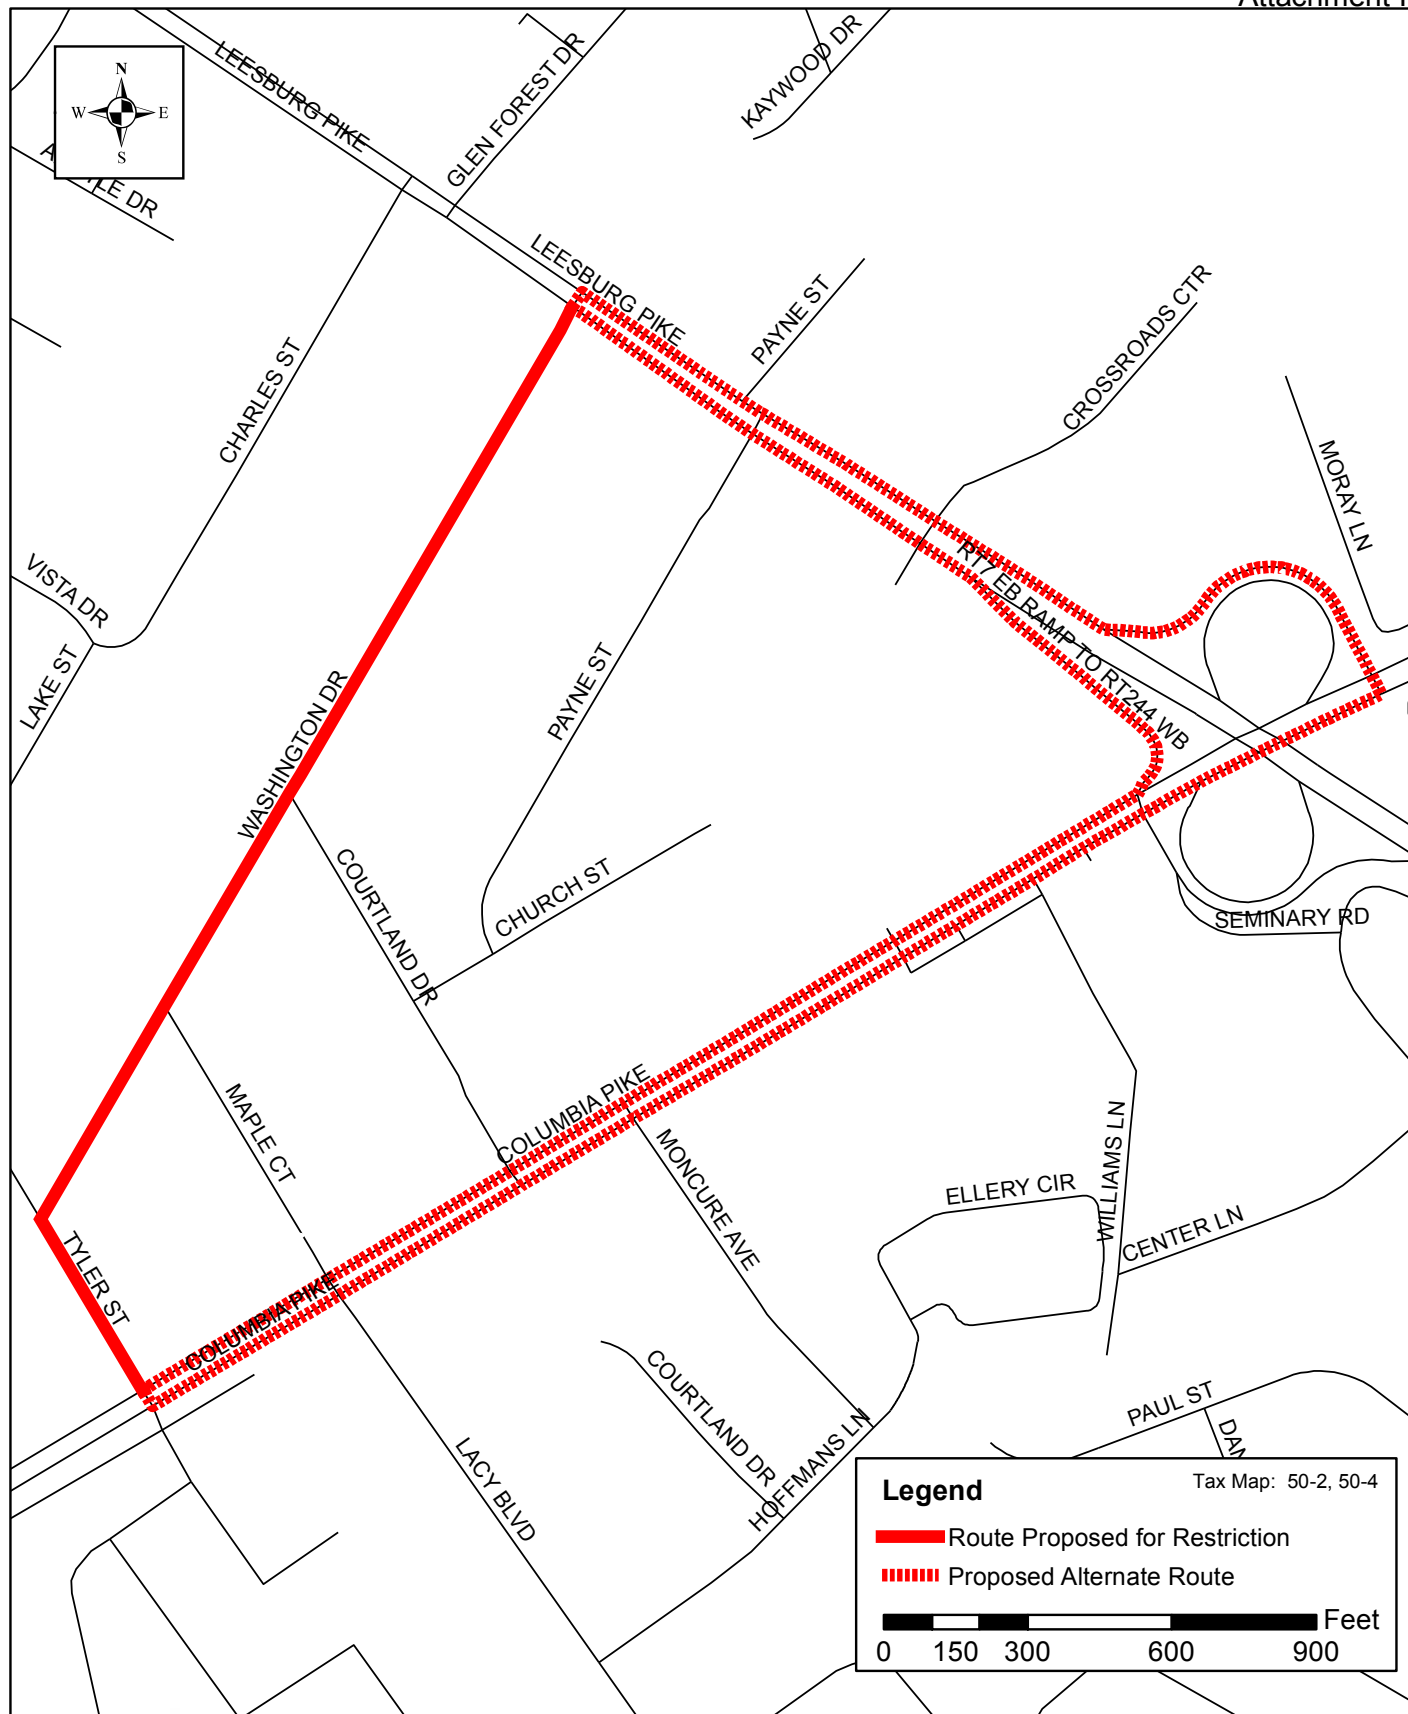 Attachment
LEESBURG PIKE
GLEN FOREST DR
KAYWOOD DR
N
W E
S
DR
LEESBURG PIKE
PAYNE ST
CROSSROADS CTR
CHARLES ST
MORAY LN
VISTA DR
RT7 EB RAMP TO RT244 WB
LAKE ST
WASHINGTON DR
PAYNE ST
COURTLAND DR
CHURCH ST
SEMINARY RD
COLUMBIA PIKE
MAPLE CT
MONCURE AVE
WILLIAMS LN
ELLERY CIR
CENTER LN
TYLER ST
COLUMBIA PIKE
COURTLAND DR
PAUL ST
HOFFMANS LN
LACY BLVD
Legend
Tax Map: 50-2, 50-4
Route Proposed for Restriction
Proposed Alternate Route
Feet
0 150 300 600 900